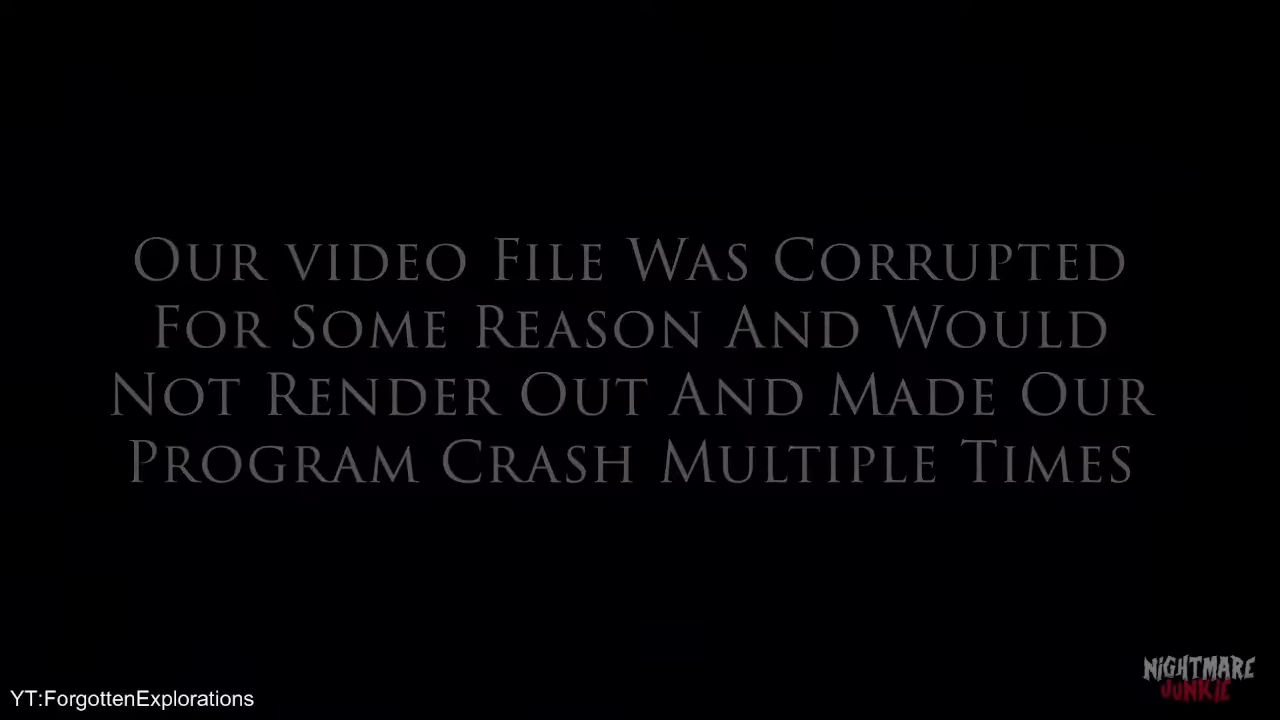 Our video File Was Corrupted
For Some Reason And Would
Not Render Out And Made Our
Program Crash Multiple Times
NIGHTMARE
JUNKIE
YT:ForgottenExplorations